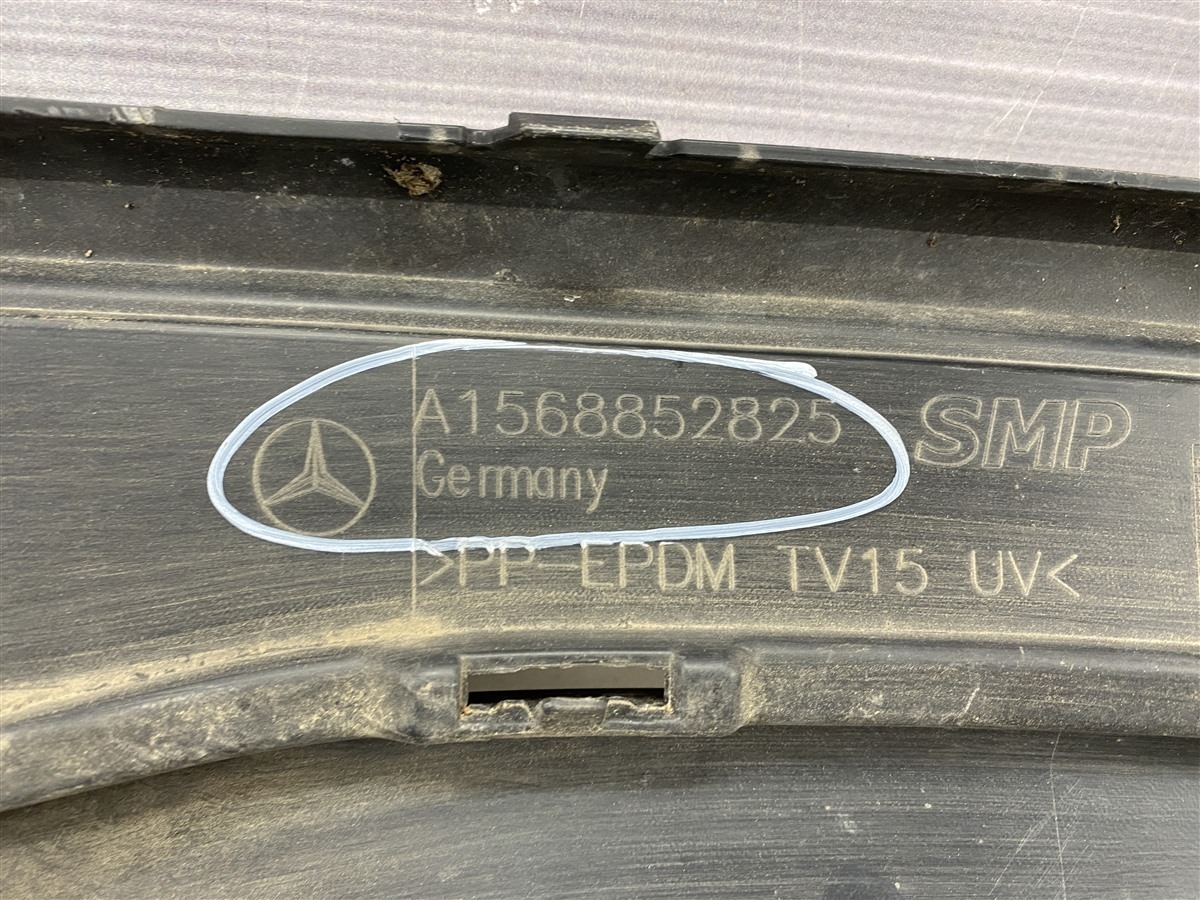 A1568852825
SMP
Germany
>PP-EPDM TV15 UV<